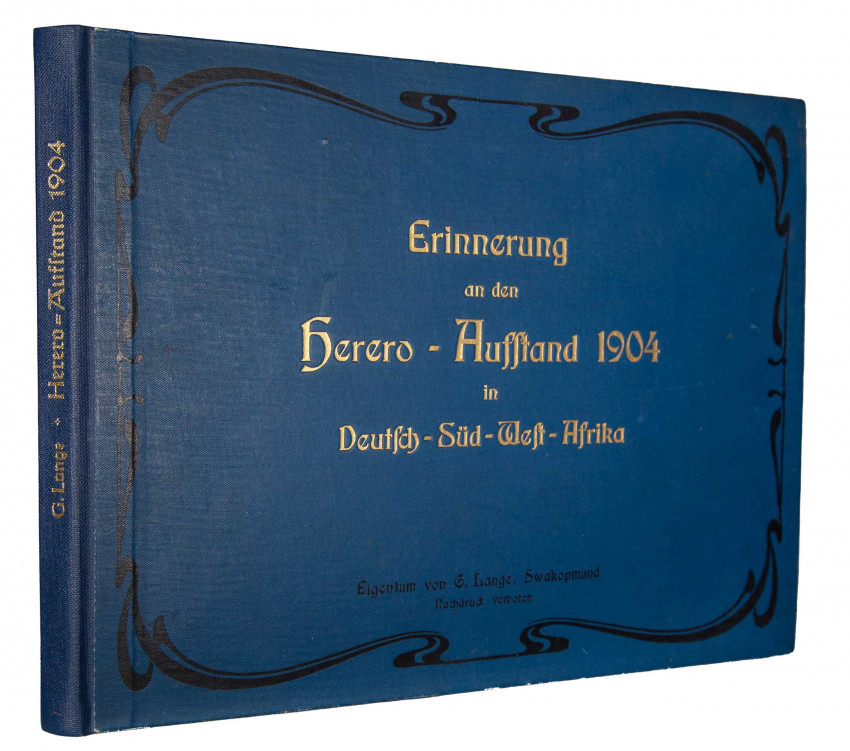 G. Lange + Herero=Aufſtand 1904
Erinnerung
an den
Herero - Aufſtand 1904
in
Deutſch - Süd - Weſt - Afrika
Eigentum von G. Lange, Swakopmund
Nachdruck verboten